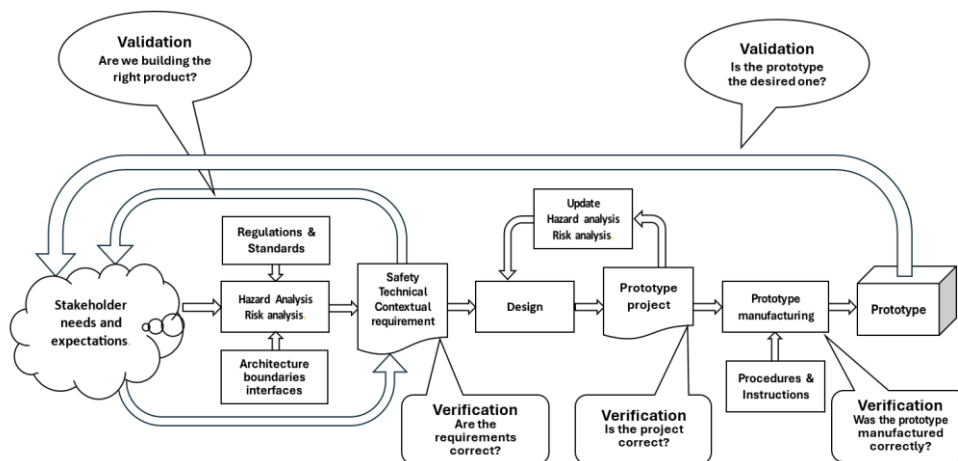 Validation
Are we building the
right product?
Validation
Is the prototype
the desired one?
Regulations &
Standards
Update
Hazard analysis
Risk analysis.
Stakeholder
needs and
expectations.
Hazard Analysis
Risk analysis.
Safety
Technical
Contextual
requirement
Design
Prototype
project
Prototype
manufacturing
Prototype
Architecture
boundaries
interfaces
Procedures &
Instructions
Verification
Are the
requirements
correct?
Verification
Is the project
correct?
Verification
Was the prototype
manufactured
correctly?